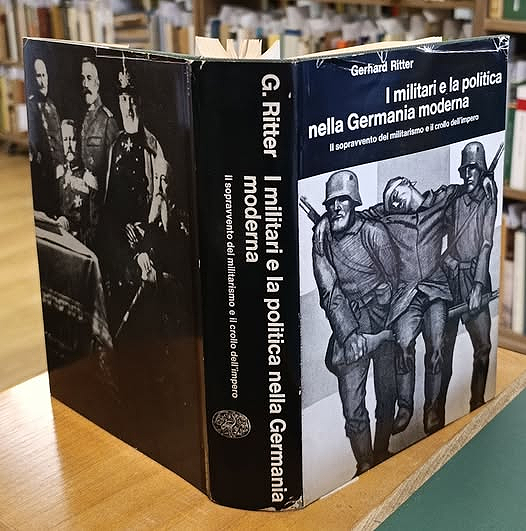 Gerhard Ritter
I militari e la politica
nella Germania moderna
Il sopravvento del militarismo e il crollo dell'impero
G. Ritter I militari e la politica nella Germania
moderna
Il sopravvento del militarismo e il crollo dell'impero